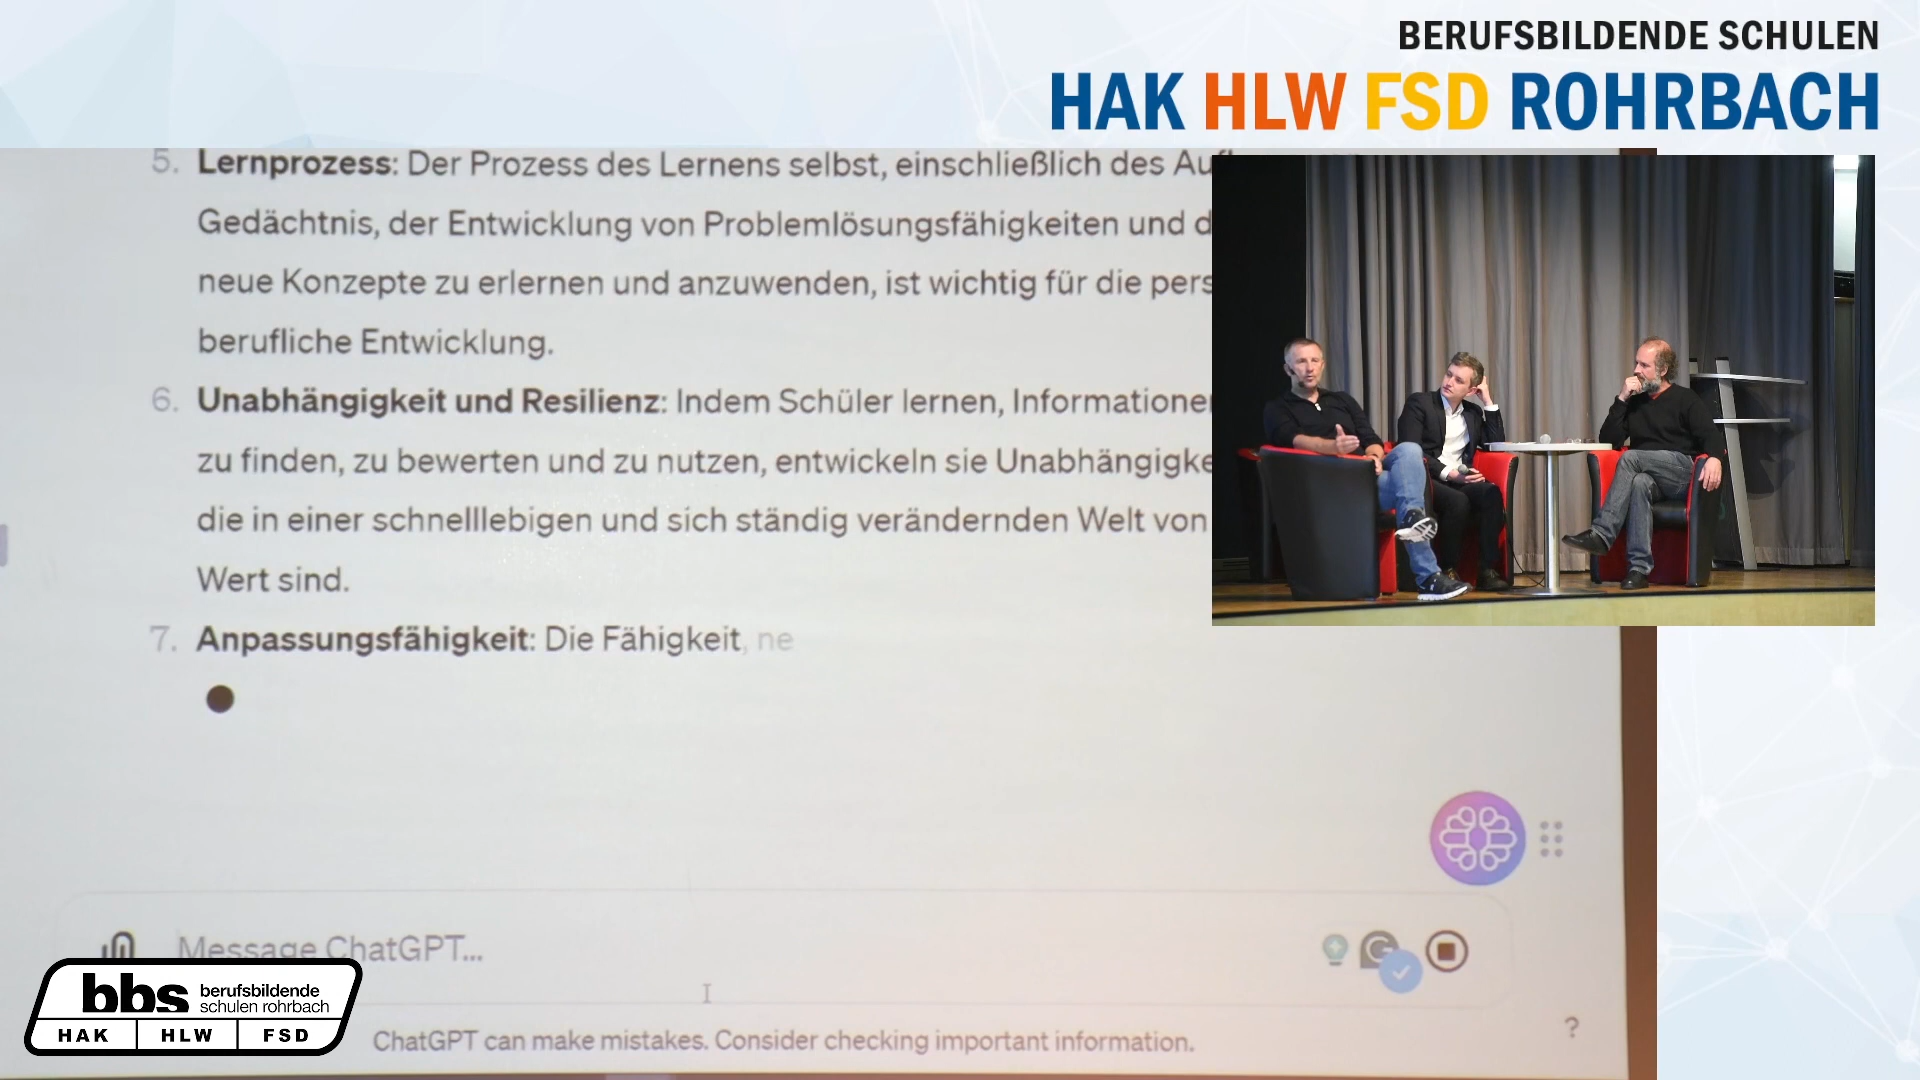 BERUFSBILDENDE SCHULEN
HAK HLW FSD ROHRBACH
5. Lernprozess: Der Prozess des Lernens selbst, einschließlich des
Gedächtnis, der Entwicklung von Problemlösungsfähigkeiten und
neue Konzepte zu erlernen und anzuwenden, ist wichtig für die
berufliche Entwicklung.
6. Unabhängigkeit und Resilienz: Indem Schüler lernen,
zu finden, zu bewerten und zu nutzen, entwickeln sie
die in einer schnelllebigen und sich ständig verändernden Welt von
Wert sind.
7. Anpassungsfähigkeit: Die Fähigkeit, ne
Message ChatGPT...
bbs berufsbildende
schulen rohrbach
HAK HLW FSD
ChatGPT can make mistakes. Consider checking important information.
?